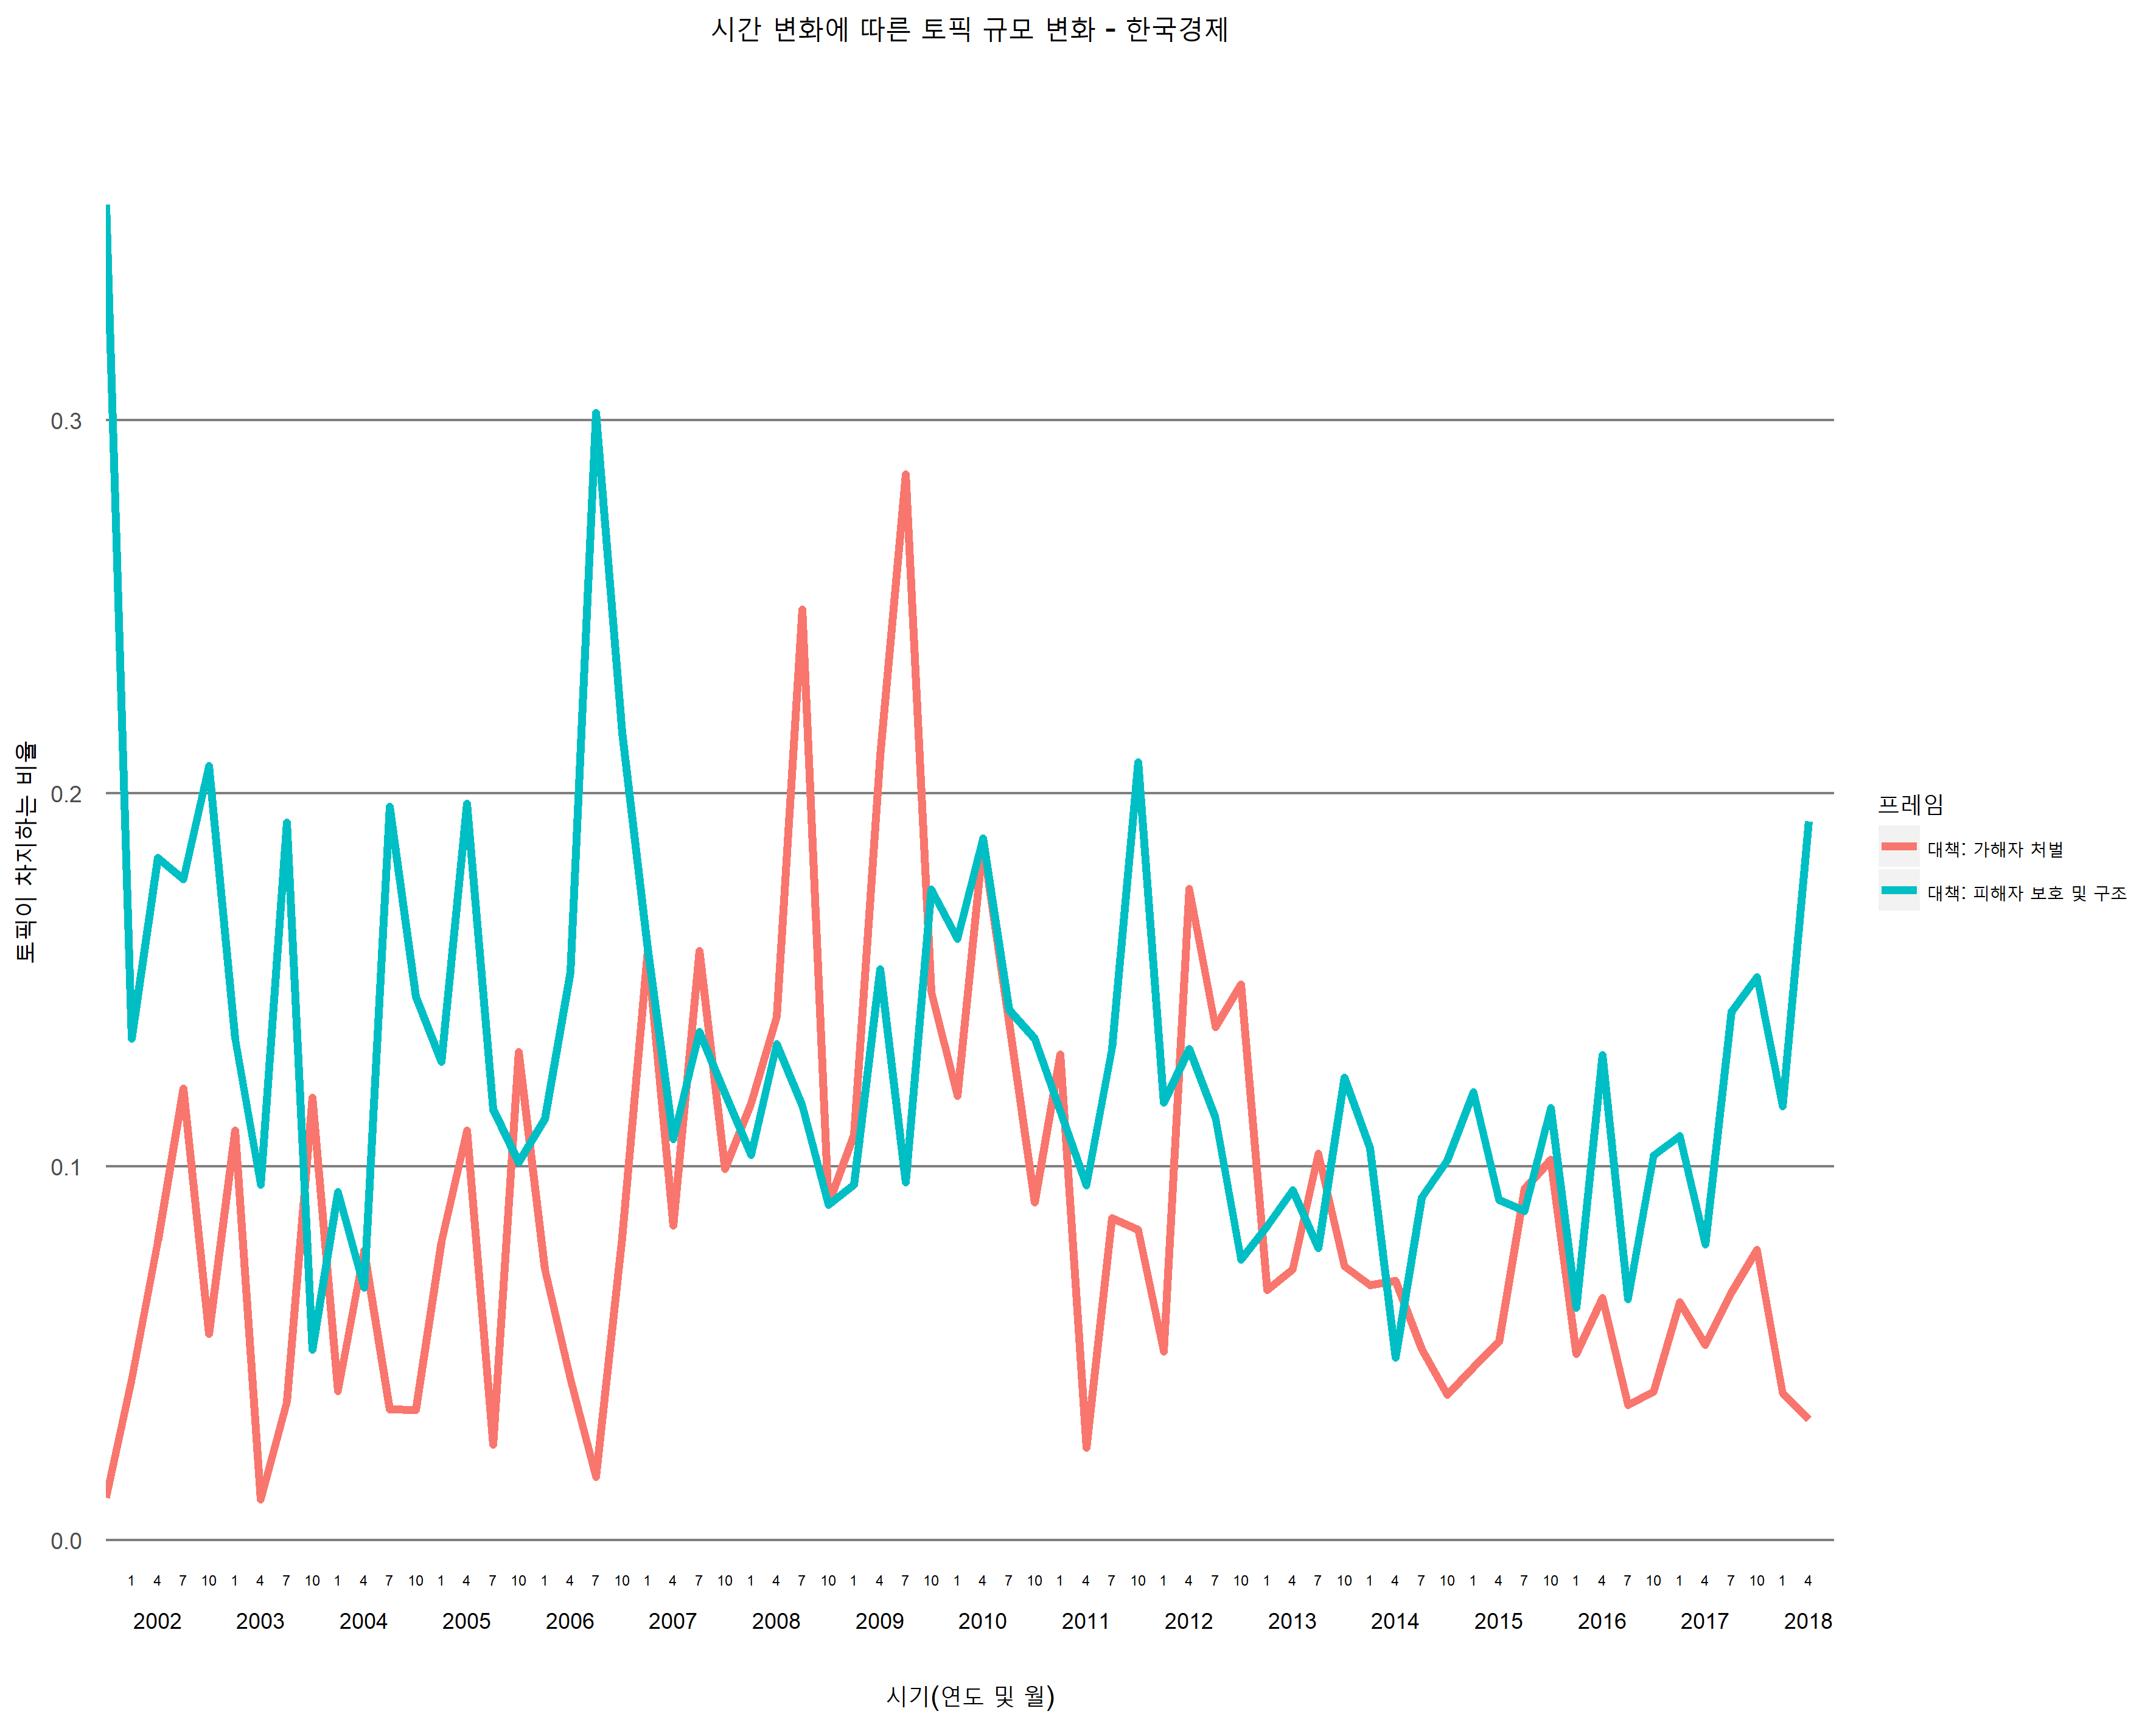 시간 변화에 따른 토픽 규모 변화 - 한국경제
토픽이 차지하는 비율
0.3
0.2
0.1
0.0
프레임
대책: 가해자 처벌
대책: 피해자 보호 및 구조
1 4 7 10 1 4 7 10 1 4 7 10 1 4 7 10 1 4 7 10 1 4 7 10 1 4 7 10 1 4 7 10 1 4 7 10 1 4 7 10 1 4 7 10 1 4 7 10 1 4 7 10 1 4 7 10 1 4 7 10 1 4 7 10 1 4
2002 2003 2004 2005 2006 2007 2008 2009 2010 2011 2012 2013 2014 2015 2016 2017 2018
시기(연도 및 월)